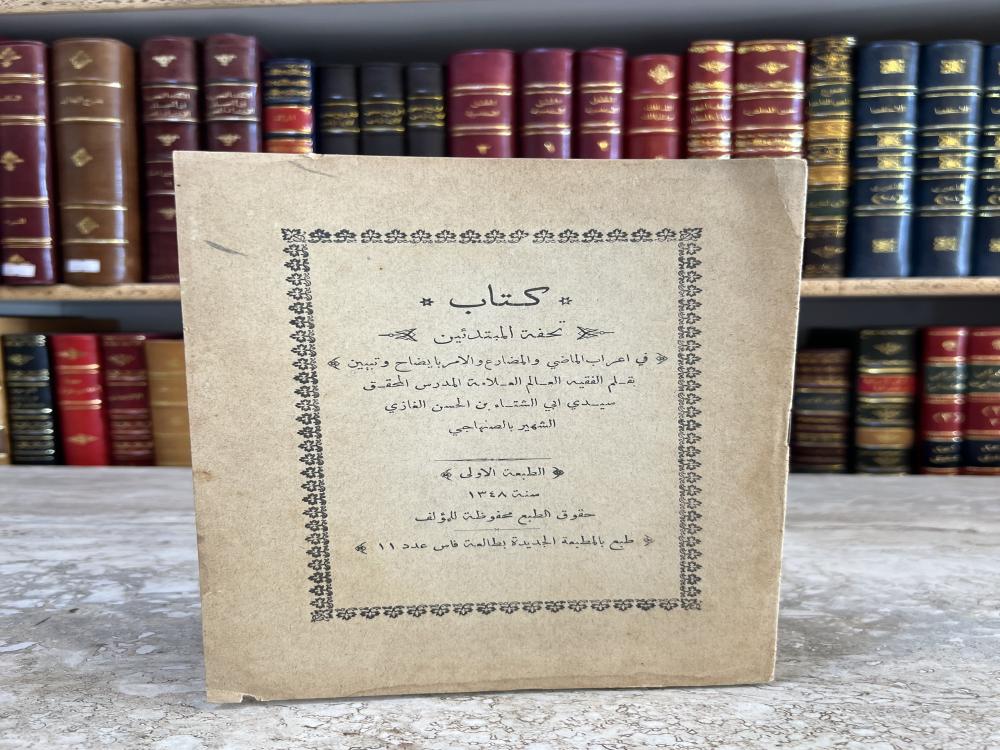 كتاب
تحفة المبتدئين
في اعراب الماضي والمضارع والامر بايضاح وتبيين
بقلم الفقيه العالم العلامة المدرس المحقق
سيدي ابي الشتاء بن الحسن الغازي
الشهير بالصنهاجي
الطبعة الاولى
سنة ١٣٤٨
حقوق الطبع محفوظة للمؤلف
طبع بالمطبعة الجديدة بطالعة فاس عدد ١١